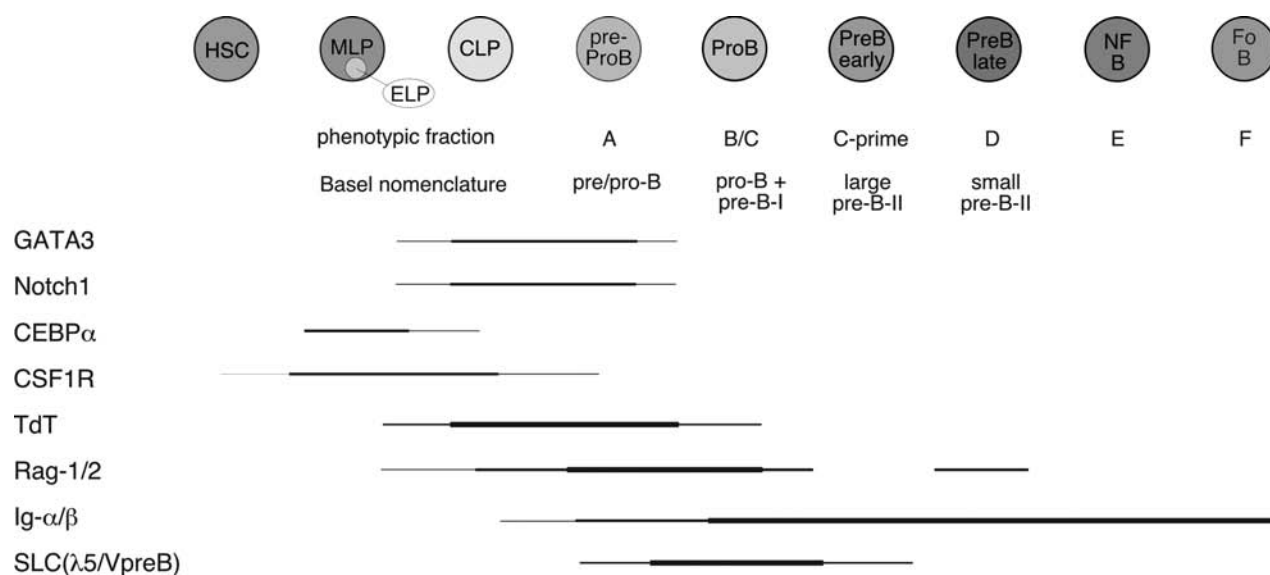 HSC
MLP
ELP
CLP
pre-
ProB
ProB
PreB
early
PreB
late
NF
B
Fo
B
phenotypic fraction
A
B/C
C-prime
D
E
F
Basel nomenclature
pre/pro-B
pro-B +
pre-B-I
large
pre-B-II
small
pre-B-II
GATA3
Notch1
CEBPα
CSF1R
TdT
Rag-1/2
Ig-α/β
SLC(λ5/VpreB)